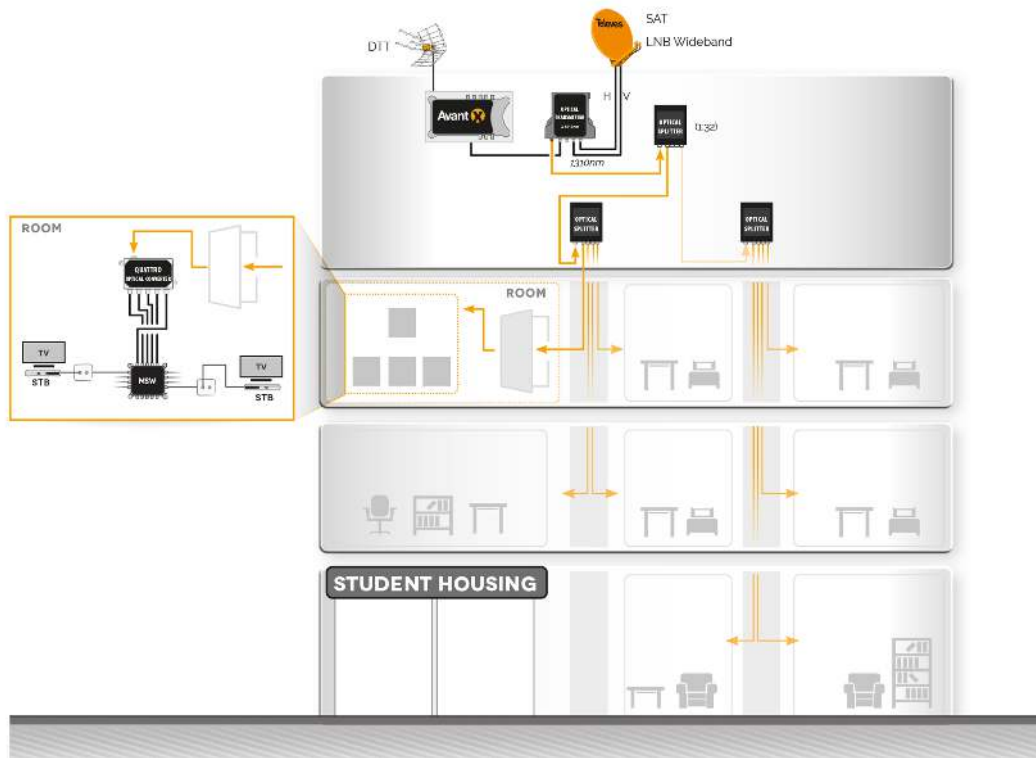 Televes
SAT
DTT
LNB Wideband
H V
Avant X
OPTICAL
OPTICAL
SPLITTER
(1:32)
1310nm
OPTICAL
SPLITTER
OPTICAL
SPLITTER
ROOM
QUATTRO
OPTICAL CONVERTER
ROOM
TV
STB
MSW
TV
STB
STUDENT HOUSING